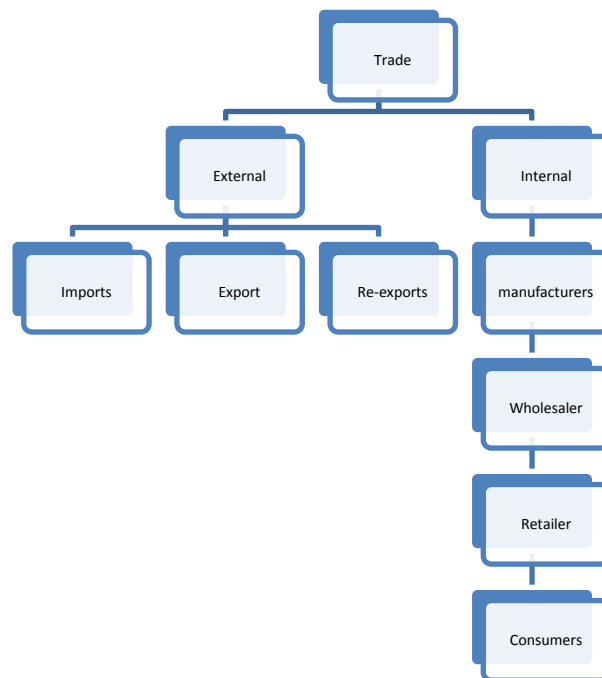 Trade
External
Internal
Imports
Export
Re-exports
manufacturers
Wholesaler
Retailer
Consumers